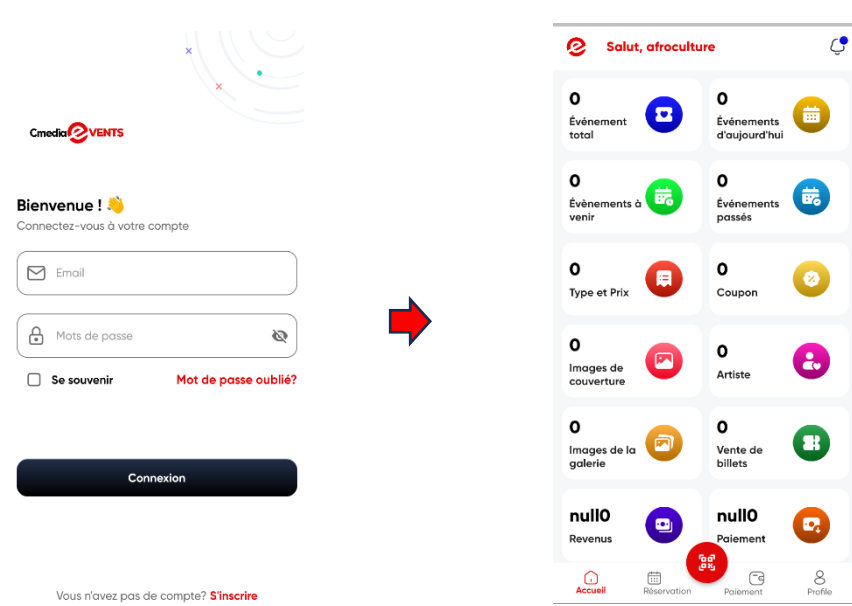 Cmedia eVENTS
Bienvenue ! 👋
Connectez-vous à votre compte
Email
Mots de passe
Se souvenir
Mot de passe oublié?
Connexion
Vous n'avez pas de compte? S'inscrire
Salut, afroculture
0
Événement
total
0
Événements
d'aujourd'hui
0
Évènements à
venir
0
Événements
passés
0
Type et Prix
0
Coupon
0
Images de
couverture
0
Artiste
0
Images de la
galerie
0
Vente de
billets
null0
Revenus
null0
Paiement
Accueil
Réservation
Paiement
Profile